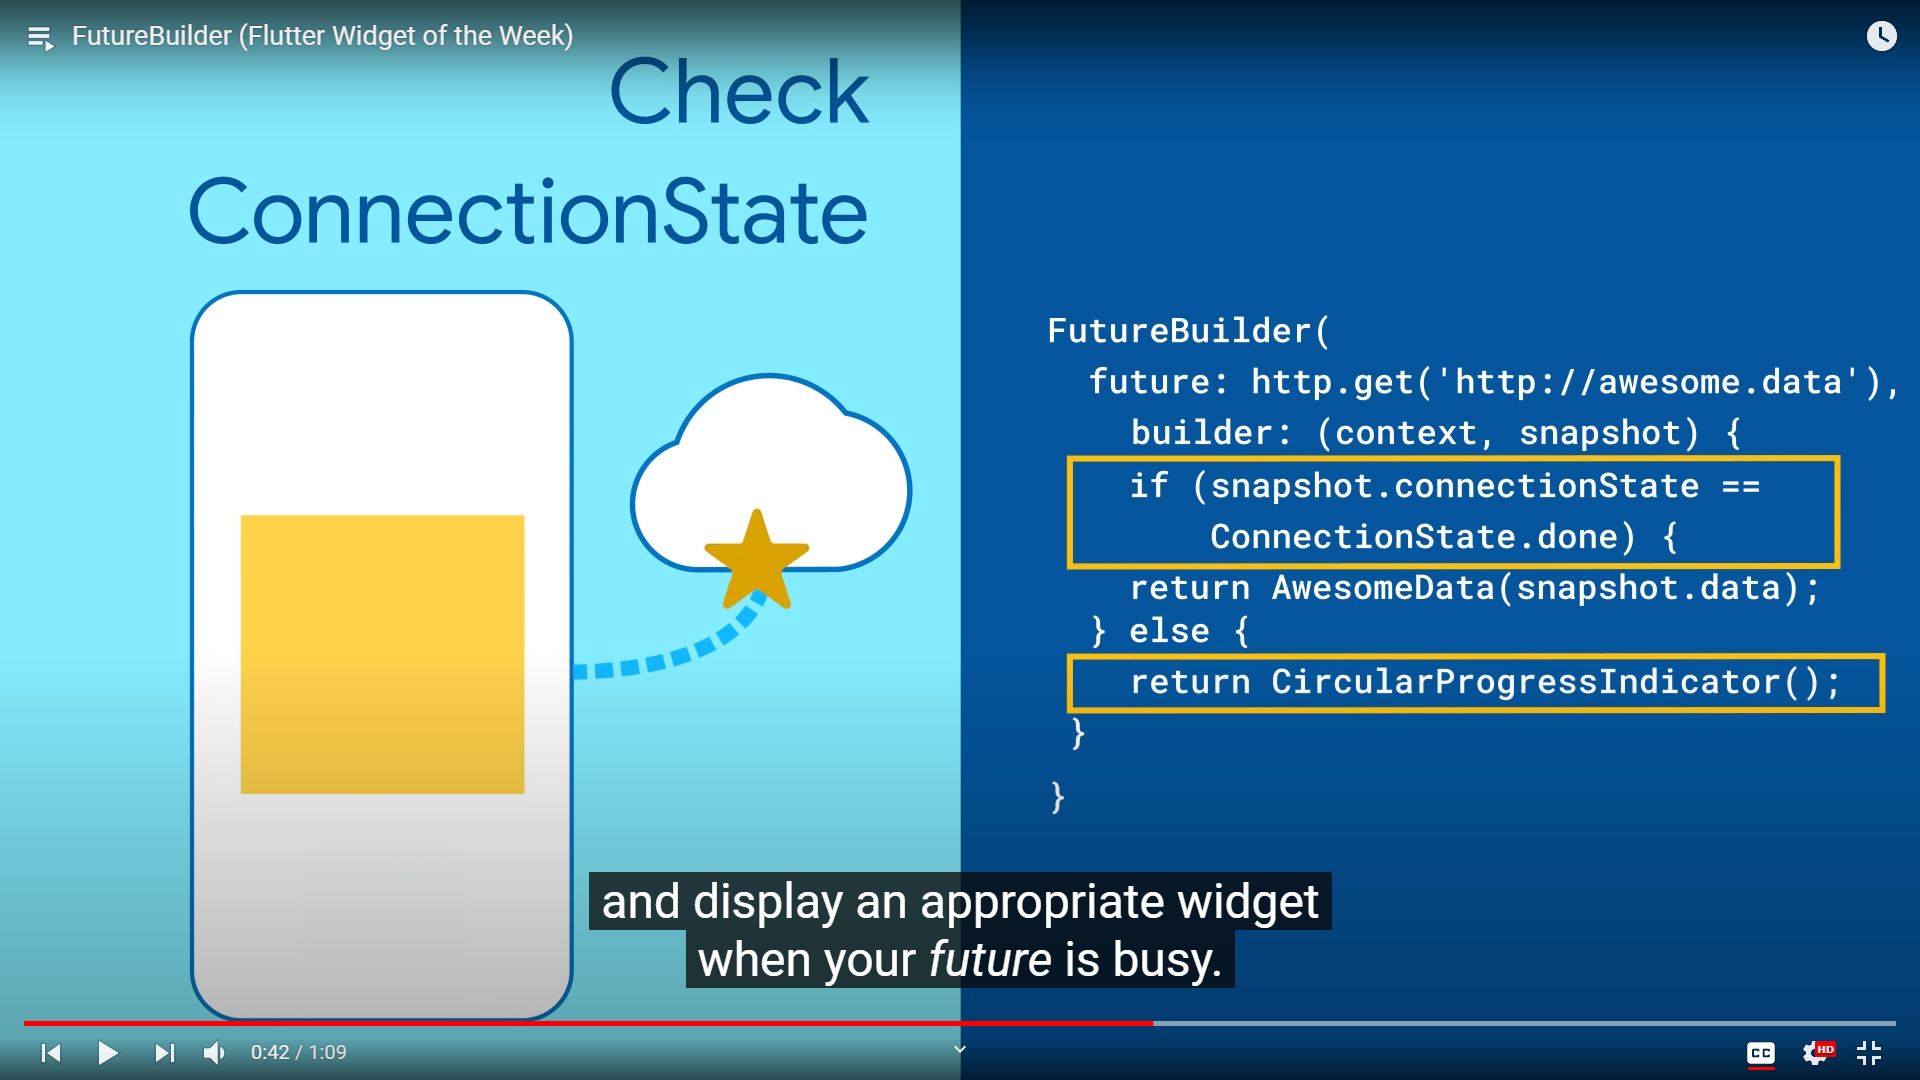 FutureBuilder (Flutter Widget of the Week)
Check
ConnectionState
FutureBuilder(
future: http.get('http://awesome.data'),
builder: (context, snapshot) {
if (snapshot.connectionState ==
ConnectionState.done) {
return AwesomeData(snapshot.data);
} else {
return CircularProgressIndicator();
}
}
and display an appropriate widget
when your future is busy.
0:42 / 1:09
CC
HD